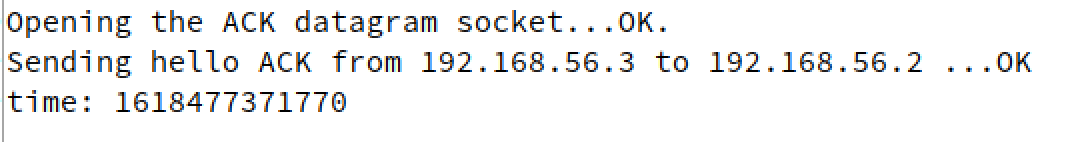 Opening the ACK datagram socket...OK.
Sending hello ACK from 192.168.56.3 to 192.168.56.2 ...OK
time: 1618477371770